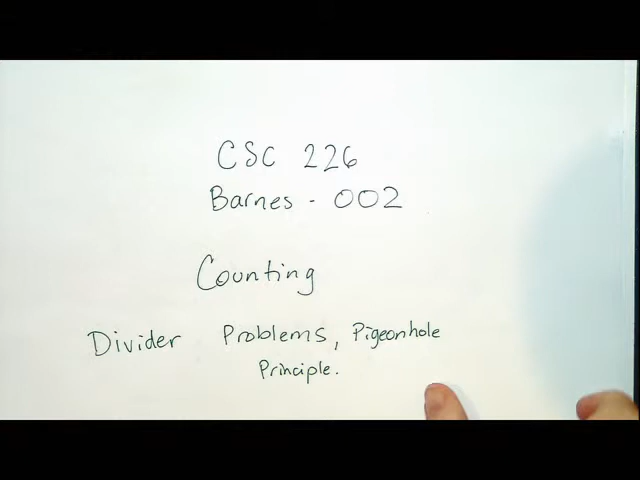 CSC 226
Barnes - 002
Counting
Divider Problems, Pigeonhole
Principle.